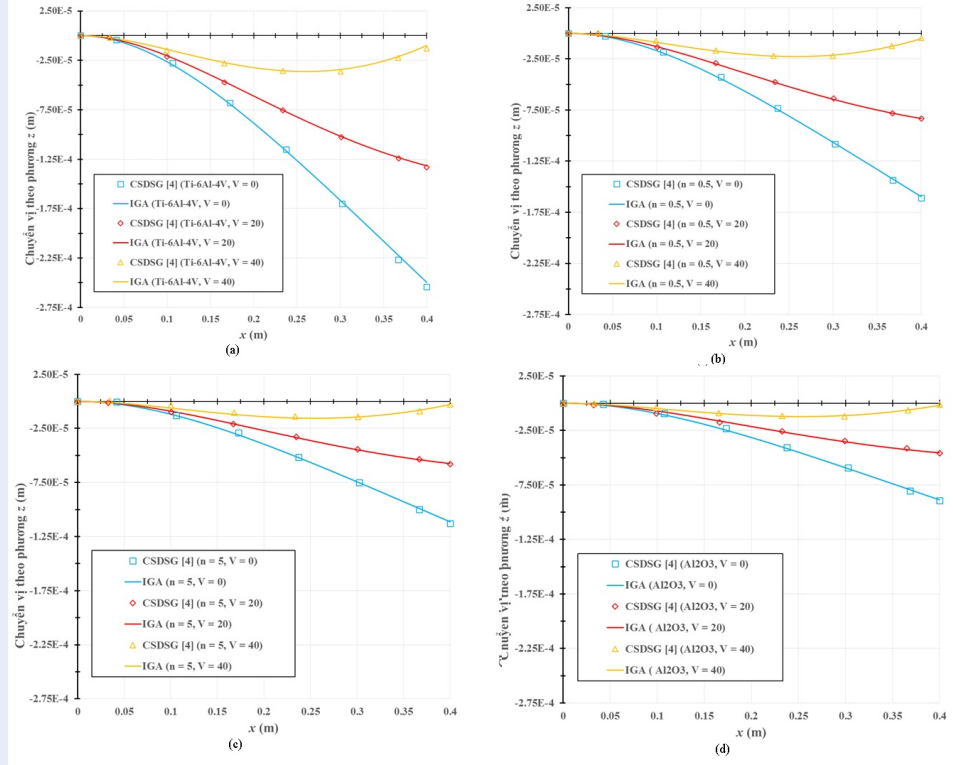 2.50E-5
-2.50E-5
-7.50E-5
-1.25E-4
-1.75E-4
-2.25E-4
-2.75E-4
Chuyển vị theo phương z (m)
CSDSG [4] (Ti-6Al-4V, V = 0)
IGA (Ti-6Al-4V, V = 0)
CSDSG [4] (Ti-6Al-4V, V = 20)
IGA (Ti-6Al-4V, V = 20)
CSDSG [4] (Ti-6Al-4V, V = 40)
IGA (Ti-6Al-4V, V = 40)
0 0.05 0.1 0.15 0.2 0.25 0.3 0.35 0.4
x (m)
(a)
2.50E-5
-2.50E-5
-7.50E-5
-1.25E-4
-1.75E-4
-2.25E-4
-2.75E-4
Chuyển vị theo phương z (m)
CSDSG [4] (n = 0.5, V = 0)
IGA (n = 0.5, V = 0)
CSDSG [4] (n = 0.5, V = 20)
IGA (n = 0.5, V = 20)
CSDSG [4] (n = 0.5, V = 40)
IGA (n = 0.5, V = 40)
0 0.05 0.1 0.15 0.2 0.25 0.3 0.35 0.4
x (m)
(b)
2.50E-5
-2.50E-5
-7.50E-5
-1.25E-4
-1.75E-4
-2.25E-4
-2.75E-4
Chuyển vị theo phương z (m)
CSDSG [4] (n = 5, V = 0)
IGA (n = 5, V = 0)
CSDSG [4] (n = 5, V = 20)
IGA (n = 5, V = 20)
CSDSG [4] (n = 5, V = 40)
IGA (n = 5, V = 40)
0 0.05 0.1 0.15 0.2 0.25 0.3 0.35 0.4
x (m)
(c)
2.50E-5
-2.50E-5
-7.50E-5
-1.25E-4
-1.75E-4
-2.25E-4
-2.75E-4
Chuyển vị theo phương z (m)
CSDSG [4] (Al2O3, V = 0)
IGA (Al2O3, V = 0)
CSDSG [4] (Al2O3, V = 20)
IGA ( Al2O3, V = 20)
CSDSG [4] (Al2O3, V = 40)
IGA ( Al2O3, V = 40)
0 0.05 0.1 0.15 0.2 0.25 0.3 0.35 0.4
x (m)
(d)